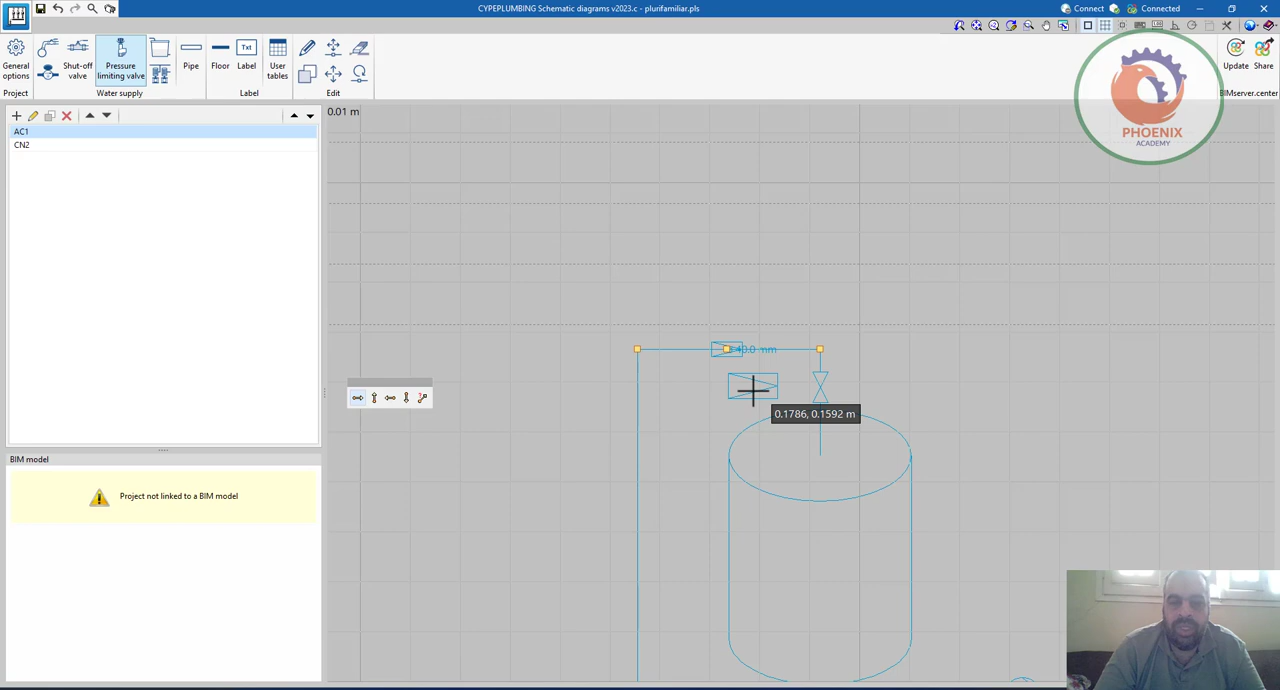 CYPEPLUMBING Schematic diagrams v2023.c - plurifamiliar.pls
Connect
Connected
General options
Shut-off valve
Pressure limiting valve
Pipe
Txt
Floor
Label
User tables
Update
Share
Project
Water supply
Label
Edit
BIMserver.center
PHOENIX
ACADEMY
AC1
CN2
0.01 m
0.1786, 0.1592 m
BIM model
Project not linked to a BIM model